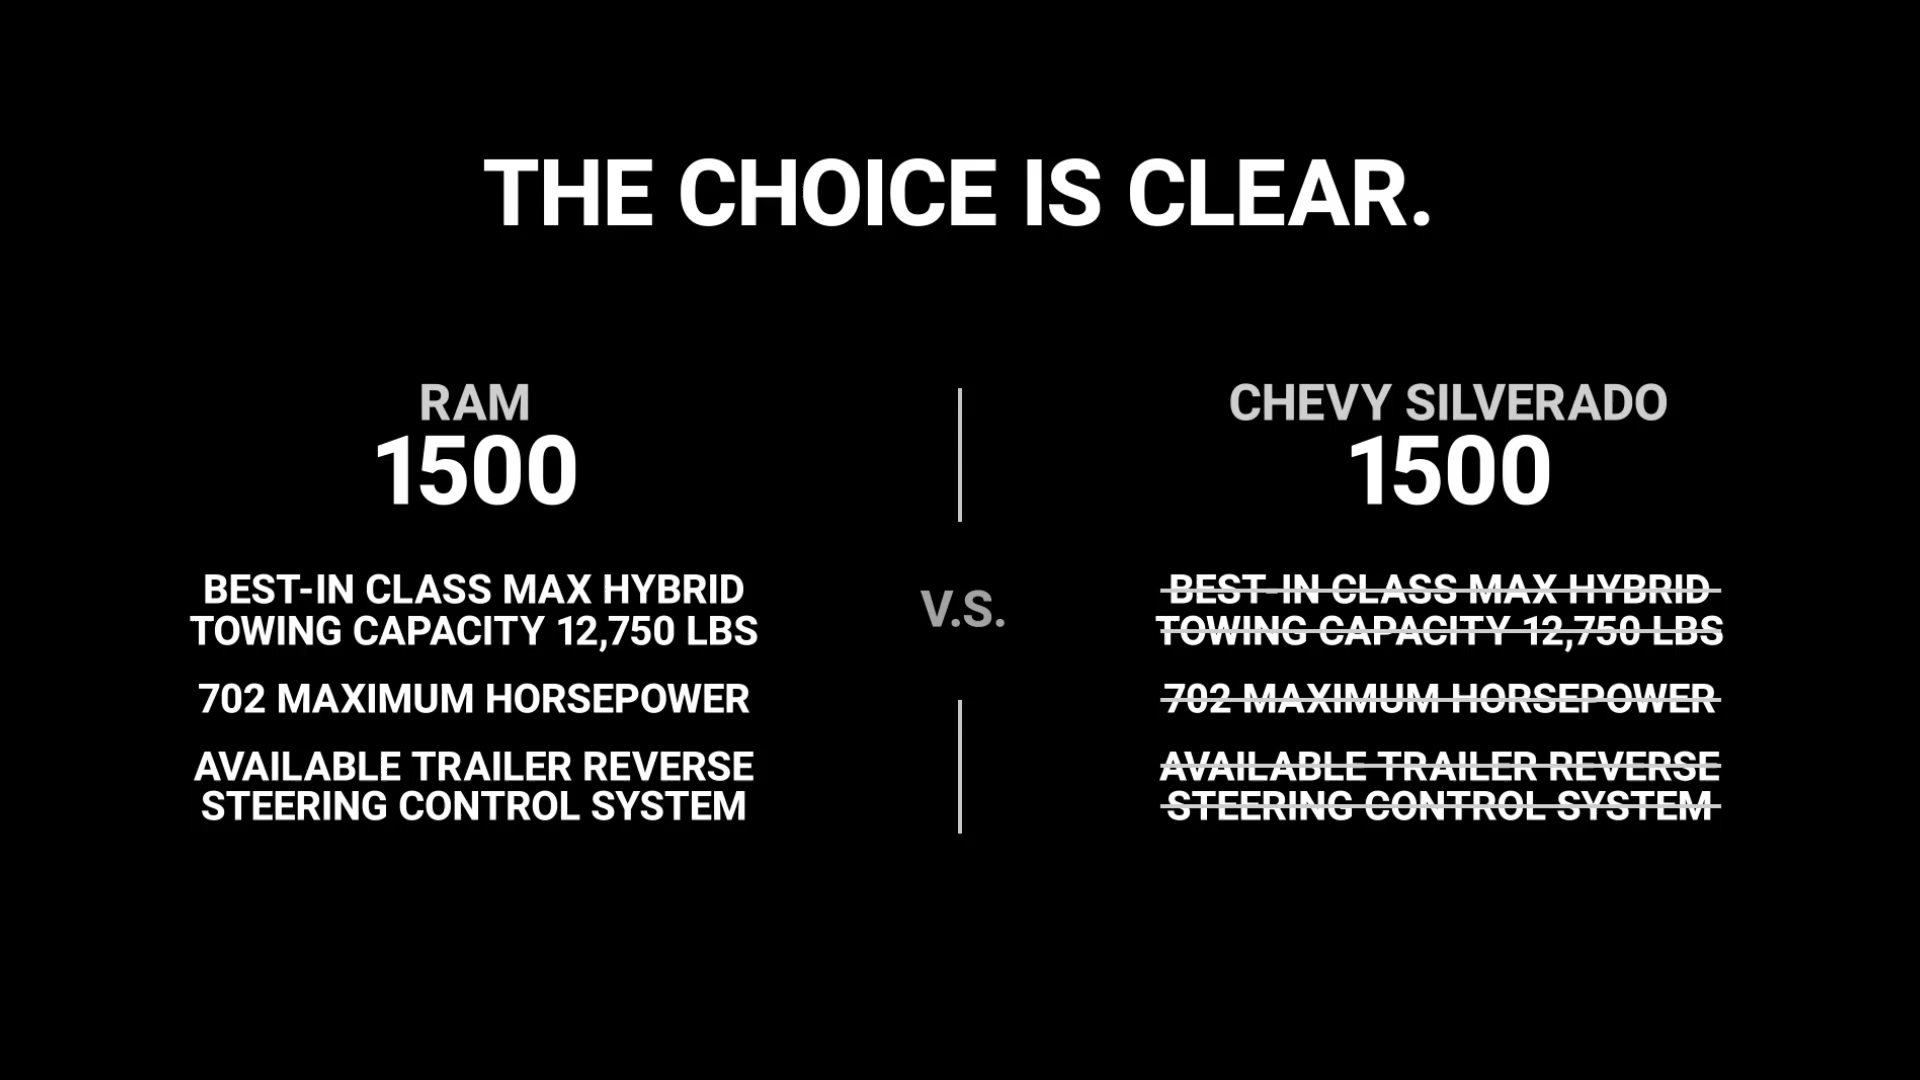 THE CHOICE IS CLEAR.
RAM
1500
BEST-IN CLASS MAX HYBRID
TOWING CAPACITY 12,750 LBS
702 MAXIMUM HORSEPOWER
AVAILABLE TRAILER REVERSE
STEERING CONTROL SYSTEM
V.S.
CHEVY SILVERADO
1500
BEST-IN CLASS MAX HYBRID
TOWING CAPACITY 12,750 LBS
702 MAXIMUM HORSEPOWER
AVAILABLE TRAILER REVERSE
STEERING CONTROL SYSTEM